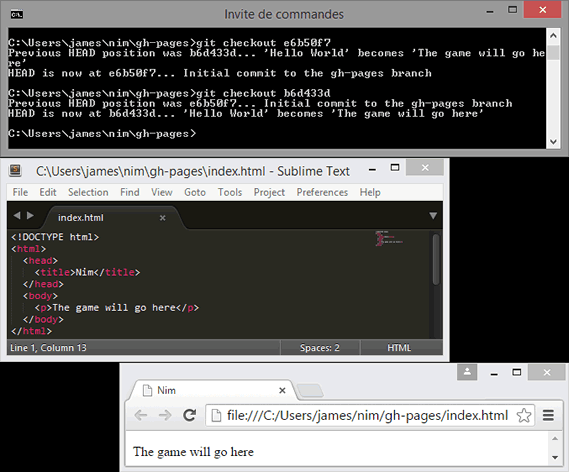 Invite de commandes
C:\Users\james\nim\gh-pages>git checkout e6b50f7
Previous HEAD position was b6d433d... 'Hello World' becomes 'The game will go he
re'
HEAD is now at e6b50f7... Initial commit to the gh-pages branch
C:\Users\james\nim\gh-pages>git checkout b6d433d
Previous HEAD position was e6b50f7... Initial commit to the gh-pages branch
HEAD is now at b6d433d... 'Hello World' becomes 'The game will go here'
C:\Users\james\nim\gh-pages>
C:\Users\james\nim\gh-pages\index.html - Sublime Text
File Edit Selection Find View Goto Tools Project Preferences Help
index.html
<!DOCTYPE html>
<html>
<head>
<title>Nim</title>
</head>
<body>
<p>The game will go here</p>
</body>
</html>
Line 1, Column 13 Spaces: 2 HTML
Nim
file:///C:/Users/james/nim/gh-pages/index.html
The game will go here